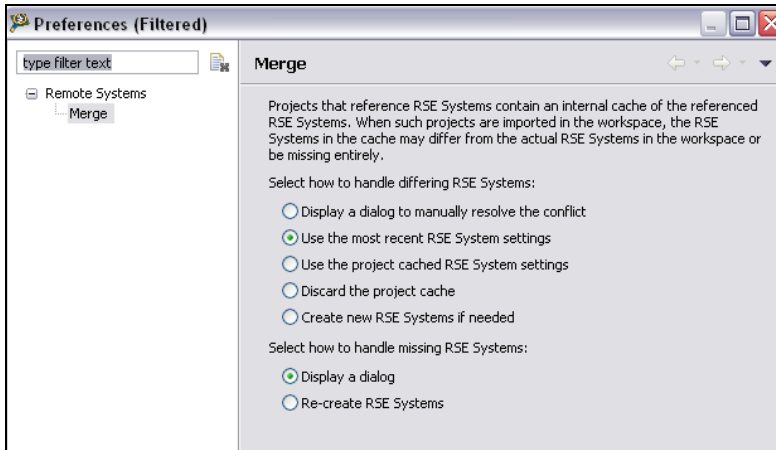 Preferences (Filtered)
type filter text
Remote Systems
Merge
Merge
Projects that reference RSE Systems contain an internal cache of the referenced
RSE Systems. When such projects are imported in the workspace, the RSE
Systems in the cache may differ from the actual RSE Systems in the workspace or
be missing entirely.
Select how to handle differing RSE Systems:
Display a dialog to manually resolve the conflict
Use the most recent RSE System settings
Use the project cached RSE System settings
Discard the project cache
Create new RSE Systems if needed
Select how to handle missing RSE Systems:
Display a dialog
Re-create RSE Systems